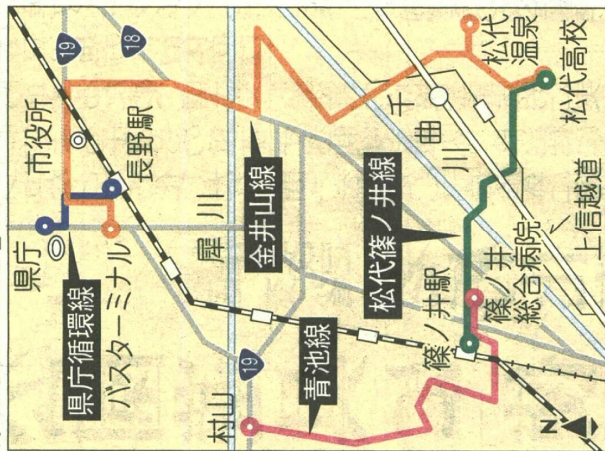 県庁
市役所
19
18
長野駅
県庁循環線
バスターミナル
犀川
金井山線
千曲川
松代
温泉
松代高校
松代篠ノ井線
上信越道
篠ノ井駅
篠ノ井
総合病院
19
村山
青池線
N